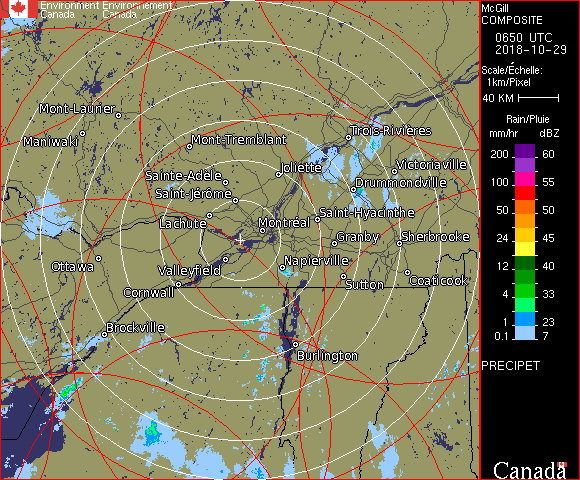 Environment Environnement
Canada Canada
McGill
COMPOSITE
0650 UTC
2018-10-29
Scale/Échelle:
1km/Pixel
40 KM
Rain/Pluie
mm/hr dBZ
200 60
100 55
50 50
24 45
12 40
4 33
1 23
0.1 7
PRECIPET
Canada
Mont-Laurier
Maniwaki
Mont-Tremblant
Trois-Rivières
Joliette
Victoriaville
Sainte-Adèle
Drummondville
Saint-Jérôme
Lachute
Saint-Hyacinthe
Montréal
Granby
Sherbrooke
Ottawa
Valleyfield
Napierville
Cornwall
Sutton
Coaticook
Brockville
Burlington